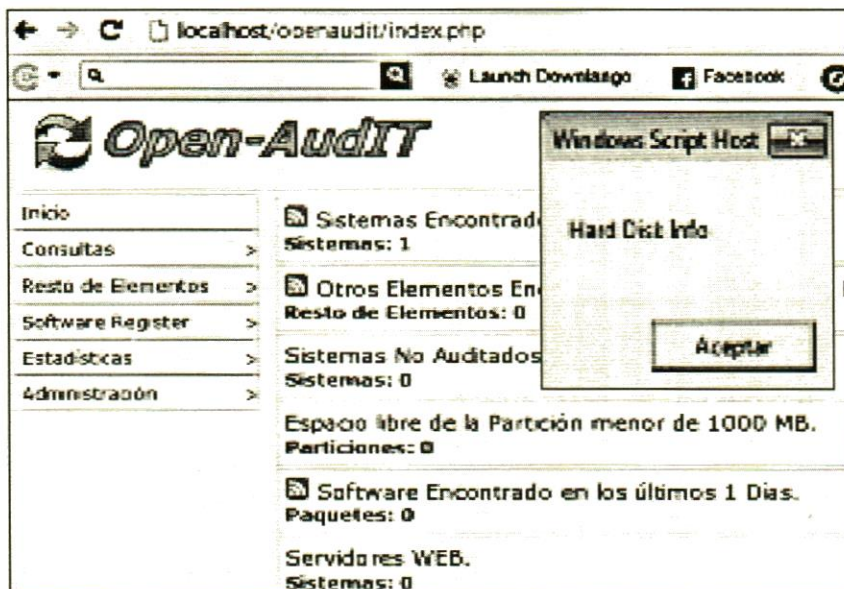 localhost/openaudit/index.php
Launch Downlango
Facebook
Open-AudIT
Windows Script Host
Hard Disk Info
Aceptar
Inicio
Consultas >
Resto de Elementos >
Software Register >
Estadísticas >
Administración >
Sistemas Encontrad
Sistemas: 1
Otros Elementos En
Resto de Elementos: 0
Sistemas No Auditados
Sistemas: 0
Espacio libre de la Partición menor de 1000 MB.
Particiones: 0
Software Encontrado en los últimos 1 Dias.
Paquetes: 0
Servidores WEB.
Sistemas: 0